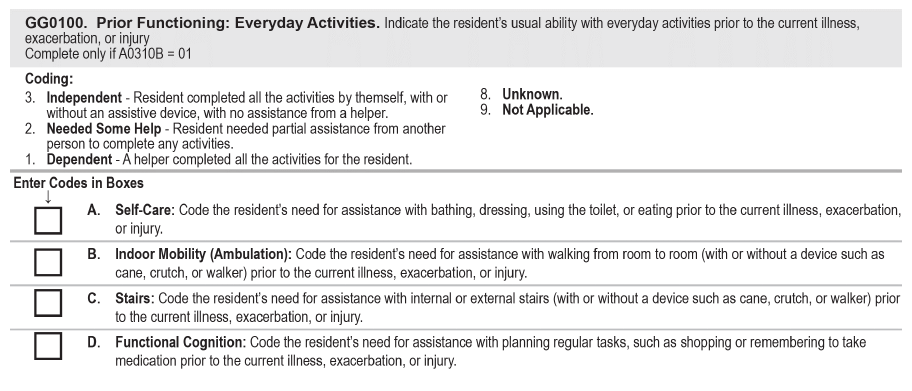 GG0100. Prior Functioning: Everyday Activities. Indicate the resident's usual ability with everyday activities prior to the current illness,
exacerbation, or injury
Complete only if A0310B = 01
Coding:
3. Independent - Resident completed all the activities by themself, with or
without an assistive device, with no assistance from a helper.
2. Needed Some Help - Resident needed partial assistance from another
person to complete any activities.
1. Dependent - A helper completed all the activities for the resident.
8. Unknown.
9. Not Applicable.
Enter Codes in Boxes
↓
A. Self-Care: Code the resident's need for assistance with bathing, dressing, using the toilet, or eating prior to the current illness, exacerbation,
or injury.
B. Indoor Mobility (Ambulation): Code the resident's need for assistance with walking from room to room (with or without a device such as
cane, crutch, or walker) prior to the current illness, exacerbation, or injury.
C. Stairs: Code the resident's need for assistance with internal or external stairs (with or without a device such as cane, crutch, or walker) prior
to the current illness, exacerbation, or injury.
D. Functional Cognition: Code the resident's need for assistance with planning regular tasks, such as shopping or remembering to take
medication prior to the current illness, exacerbation, or injury.